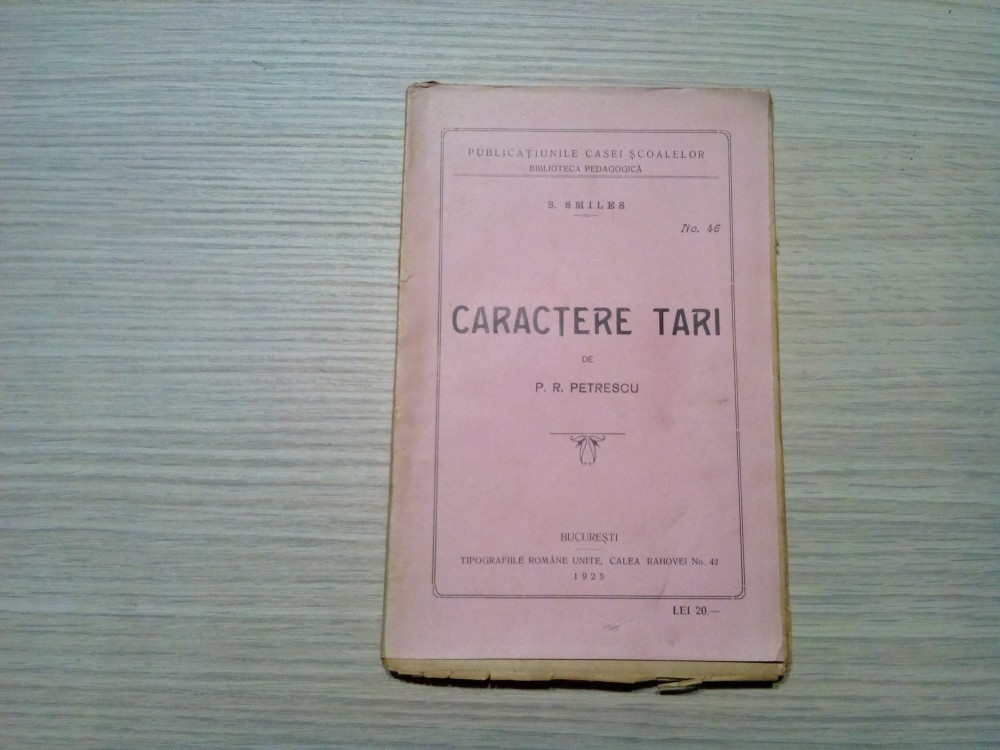 PUBLICAȚIUNILE CASEI ȘCOALELOR
BIBLIOTECA PEDAGOGICĂ
S. SMILES
No. 46
CARACTERE TARI
DE
P. R. PETRESCU
BUCUREȘTI
TIPOGRAFIILE ROMÂNE UNITE, CALEA RAHOVEI No. 42
1925
LEI 20.—